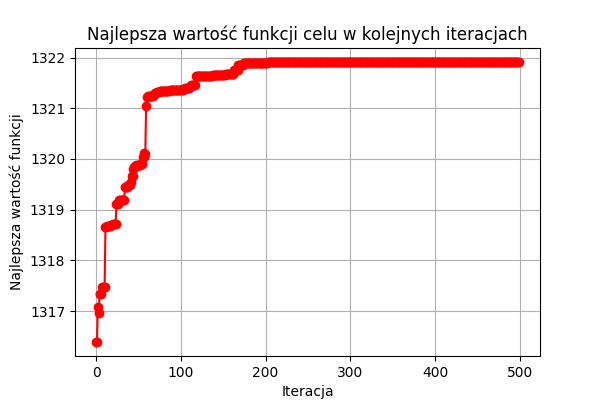 Najlepsza wartość funkcji celu w kolejnych iteracjach
Najlepsza wartość funkcji
1322
1321
1320
1319
1318
1317
0 100 200 300 400 500
Iteracja